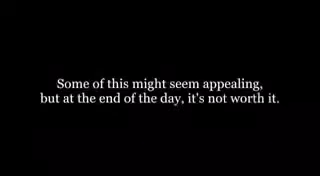 Some of this might seem appealing,
but at the end of the day, it's not worth it.